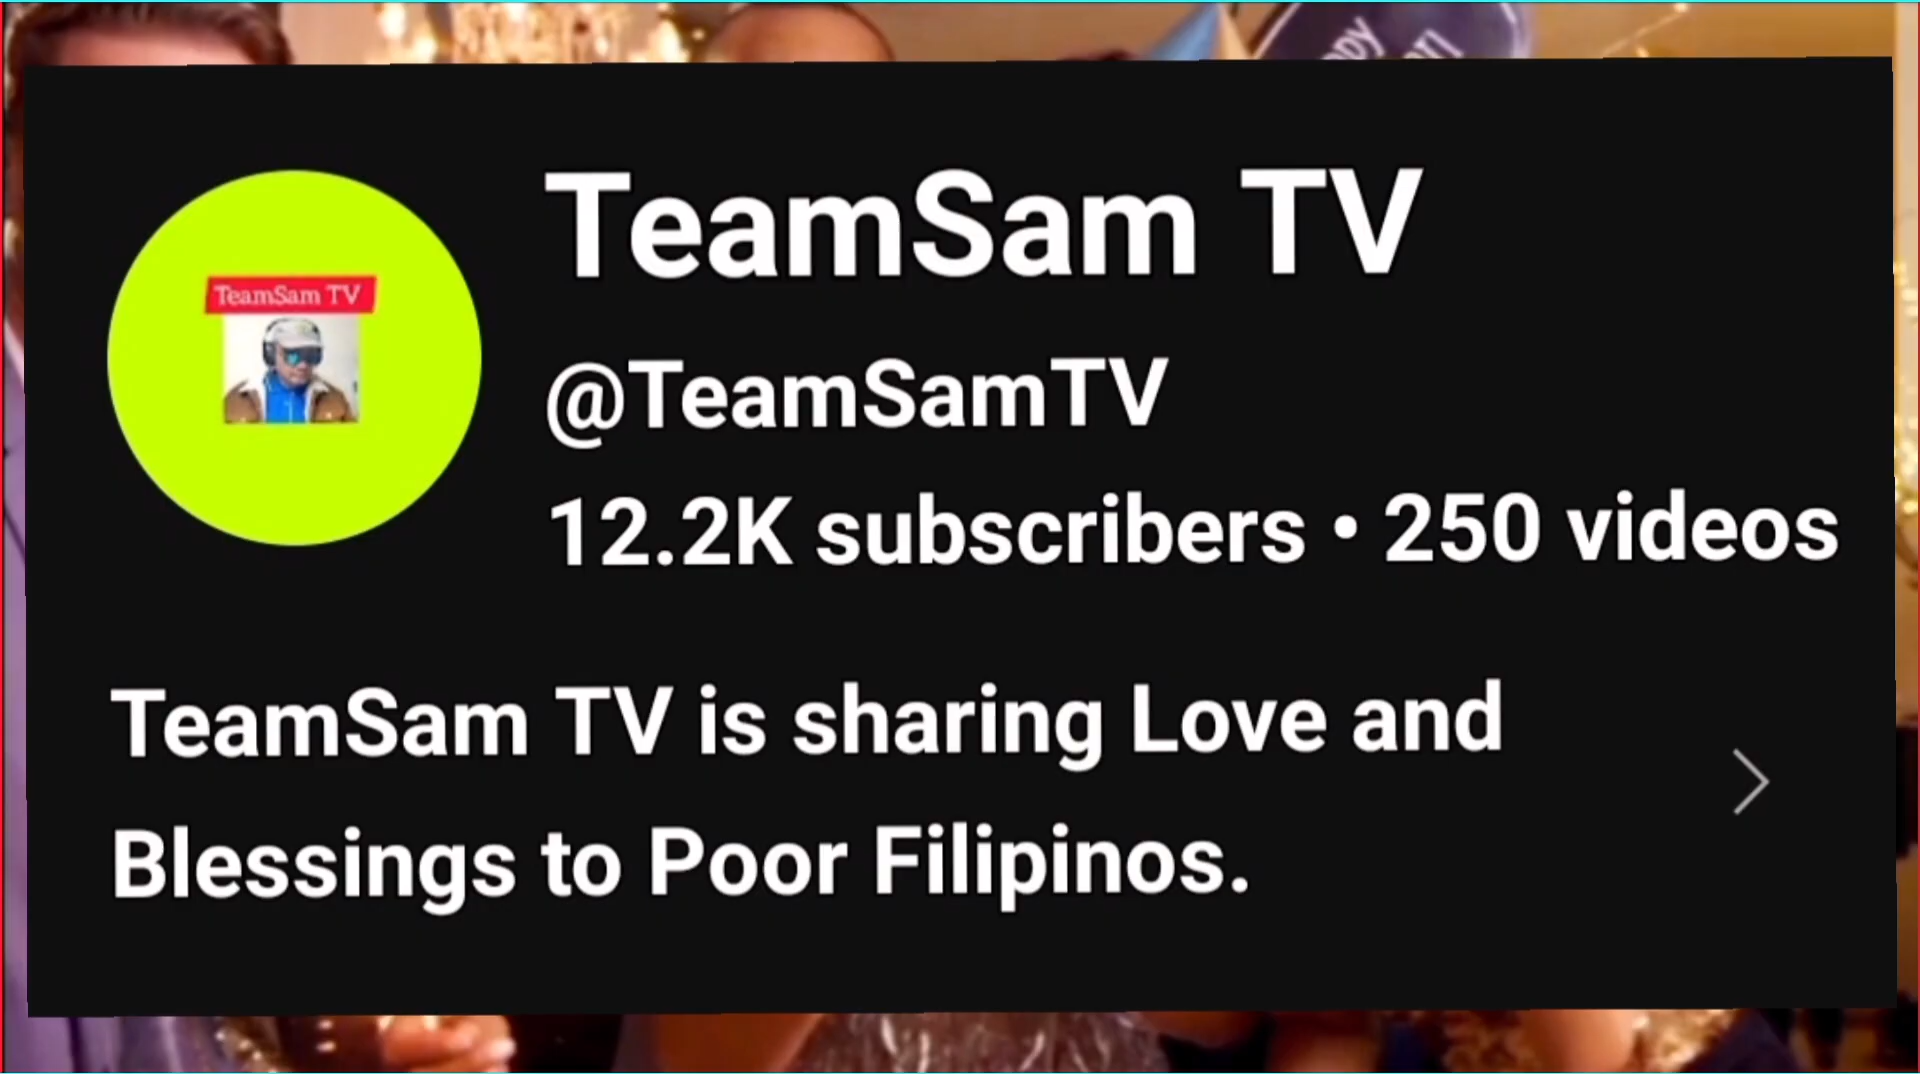 TeamSam TV
TeamSam TV
@TeamSamTV
12.2K subscribers • 250 videos
TeamSam TV is sharing Love and
Blessings to Poor Filipinos.